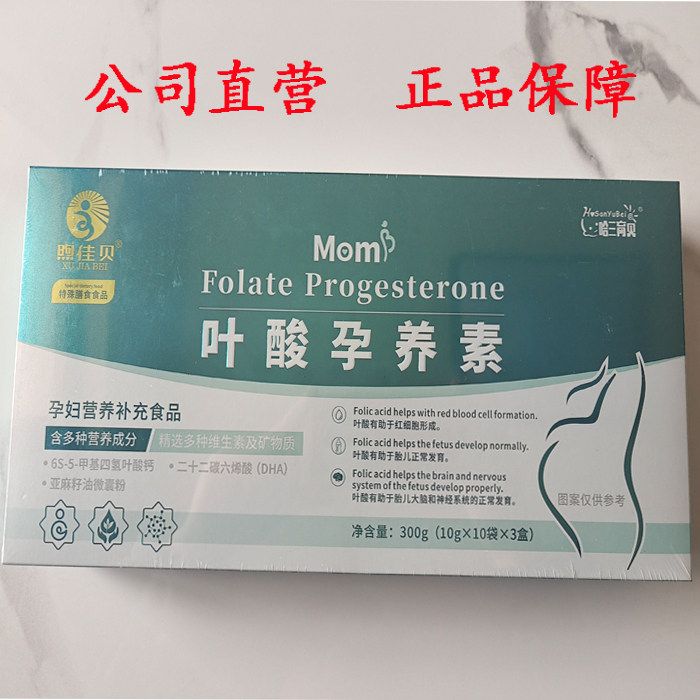 公司直营 正品保障
煦佳贝®
XU JIA BEI
Special dietary food
特殊膳食食品
HaSanYuBei®
哈三育贝
Mom
Folate Progesterone
叶酸孕养素
孕妇营养补充食品
含多种营养成分 精选多种维生素及矿物质
·6S-5-甲基四氢叶酸钙 ·二十二碳六烯酸(DHA)
·亚麻籽油微囊粉
Folic acid helps with red blood cell formation.
叶酸有助于红细胞形成。
Folic acid helps the fetus develop normally.
叶酸有助于胎儿正常发育。
Folic acid helps the brain and nervous
system of the fetus develop properly.
叶酸有助于胎儿大脑和神经系统的正常发育。
图案仅供参考
净含量：300g（10g×10袋×3盒）